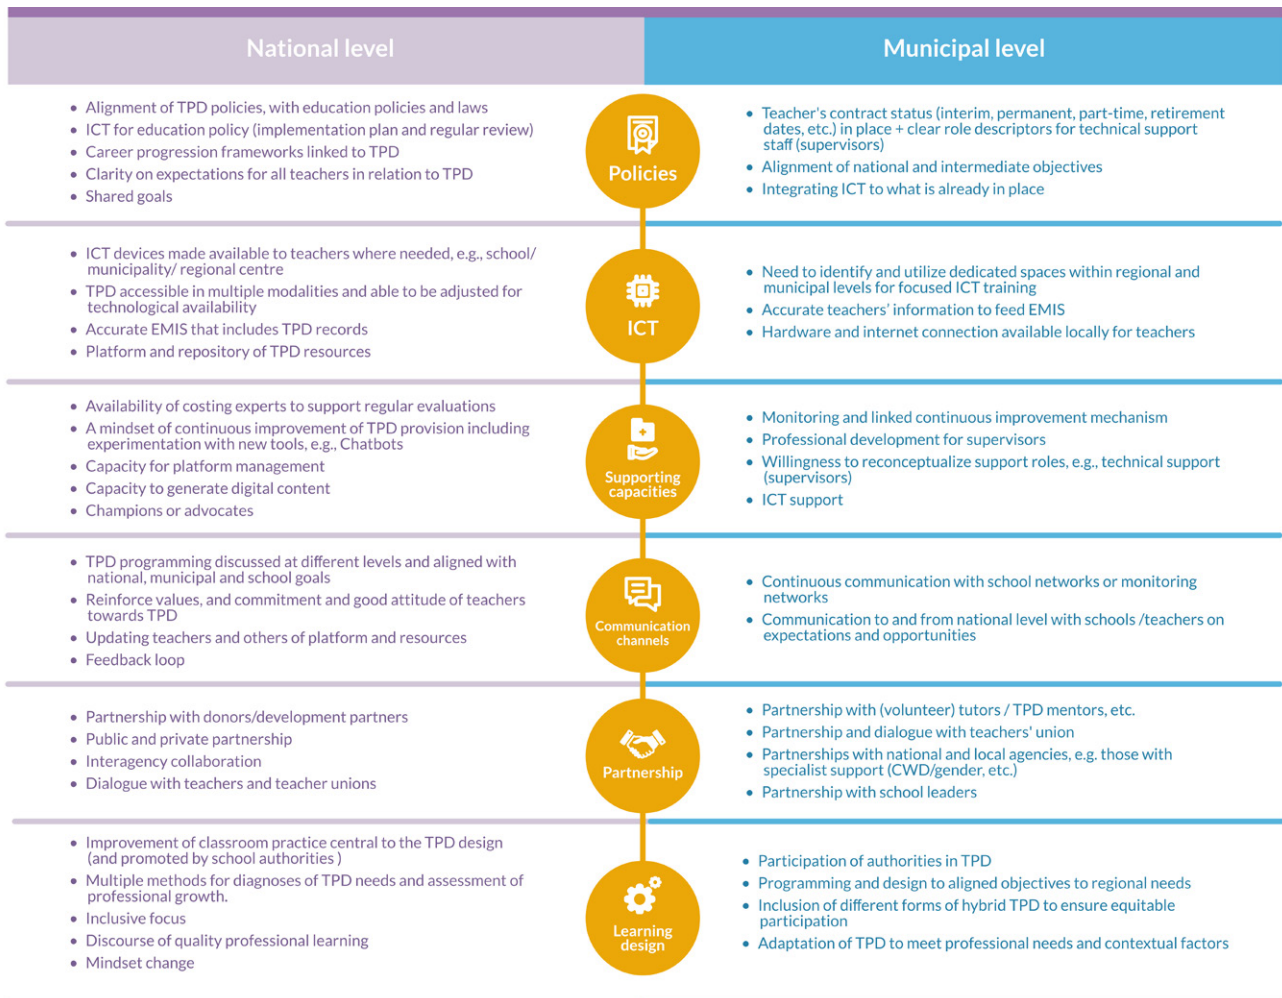 National level
Municipal level
• Alignment of TPD policies, with education policies and laws
• ICT for education policy (implementation plan and regular review)
• Career progression frameworks linked to TPD
• Clarity on expectations for all teachers in relation to TPD
• Shared goals
Policies
• Teacher's contract status (interim, permanent, part-time, retirement
dates, etc.) in place + clear role descriptors for technical support
staff (supervisors)
• Alignment of national and intermediate objectives
• Integrating ICT to what is already in place
• ICT devices made available to teachers where needed, e.g., school/
municipality/ regional centre
• TPD accessible in multiple modalities and able to be adjusted for
technological availability
• Accurate EMIS that includes TPD records
• Platform and repository of TPD resources
ICT
• Need to identify and utilize dedicated spaces within regional and
municipal levels for focused ICT training
• Accurate teachers' information to feed EMIS
• Hardware and internet connection available locally for teachers
• Availability of costing experts to support regular evaluations
• A mindset of continuous improvement of TPD provision including
experimentation with new tools, e.g., Chatbots
• Capacity for platform management
• Capacity to generate digital content
• Champions or advocates
Supporting
capacities
• Monitoring and linked continuous improvement mechanism
• Professional development for supervisors
• Willingness to reconceptualize support roles, e.g., technical support
(supervisors)
• ICT support
• TPD programming discussed at different levels and aligned with
national, municipal and school goals
• Reinforce values, and commitment and good attitude of teachers
towards TPD
• Updating teachers and others of platform and resources
• Feedback loop
Communication
channels
• Continuous communication with school networks or monitoring
networks
• Communication to and from national level with schools /teachers on
expectations and opportunities
• Partnership with donors/development partners
• Public and private partnership
• Interagency collaboration
• Dialogue with teachers and teacher unions
Partnership
• Partnership with (volunteer) tutors / TPD mentors, etc.
• Partnership and dialogue with teachers' union
• Partnerships with national and local agencies, e.g. those with
specialist support (CWD/gender, etc.)
• Partnership with school leaders
• Improvement of classroom practice central to the TPD design
(and promoted by school authorities )
• Multiple methods for diagnoses of TPD needs and assessment of
professional growth.
• Inclusive focus
• Discourse of quality professional learning
• Mindset change
Learning
design
• Participation of authorities in TPD
• Programming and design to aligned objectives to regional needs
• Inclusion of different forms of hybrid TPD to ensure equitable
participation
• Adaptation of TPD to meet professional needs and contextual factors